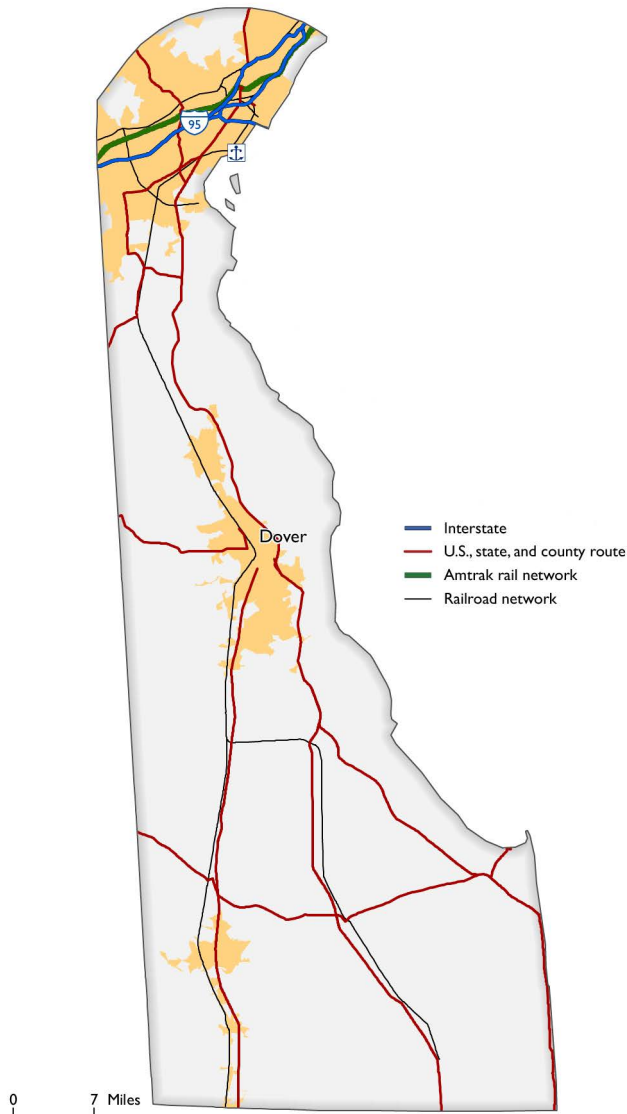 95
Dover
Interstate
U.S., state, and county route
Amtrak rail network
Railroad network
0 7 Miles